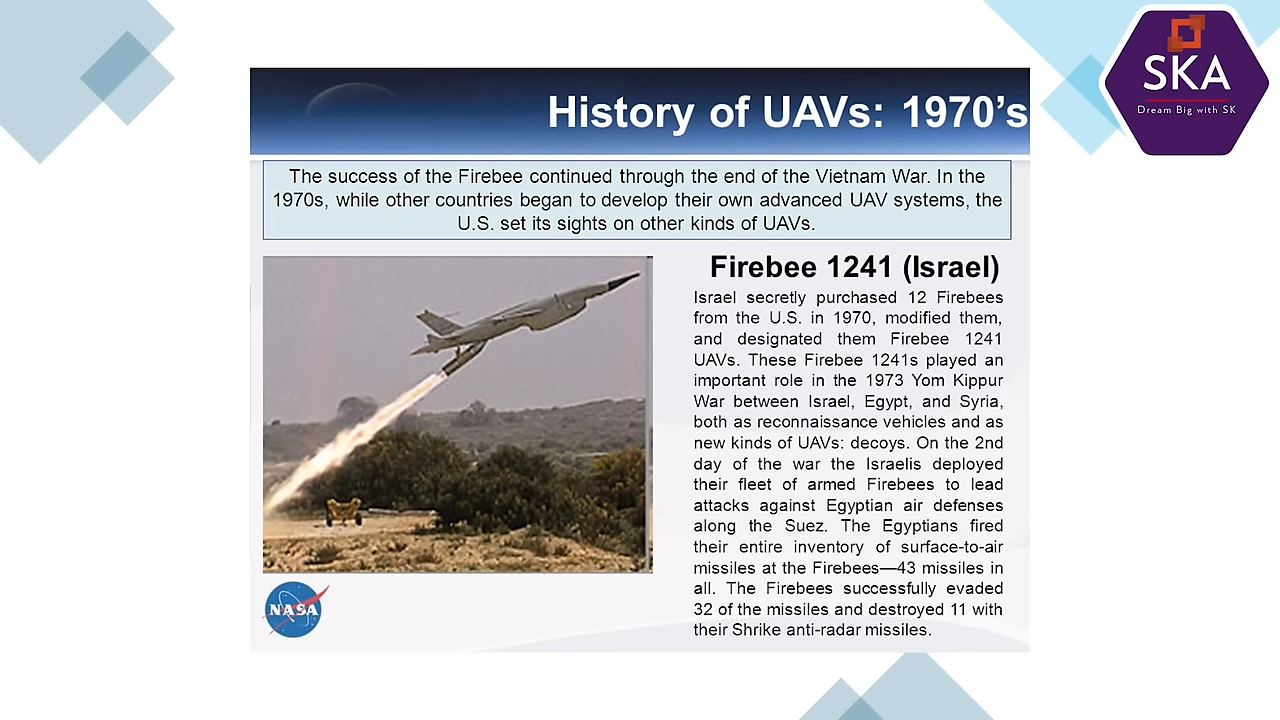 SKA
Dream Big with SK
History of UAVs: 1970’s
The success of the Firebee continued through the end of the Vietnam War. In the
1970s, while other countries began to develop their own advanced UAV systems, the
U.S. set its sights on other kinds of UAVs.
Firebee 1241 (Israel)
Israel secretly purchased 12 Firebees
from the U.S. in 1970, modified them,
and designated them Firebee 1241
UAVs. These Firebee 1241s played an
important role in the 1973 Yom Kippur
War between Israel, Egypt, and Syria,
both as reconnaissance vehicles and as
new kinds of UAVs: decoys. On the 2nd
day of the war the Israelis deployed
their fleet of armed Firebees to lead
attacks against Egyptian air defenses
along the Suez. The Egyptians fired
their entire inventory of surface-to-air
missiles at the Firebees—43 missiles in
all. The Firebees successfully evaded
32 of the missiles and destroyed 11 with
their Shrike anti-radar missiles.
NASA